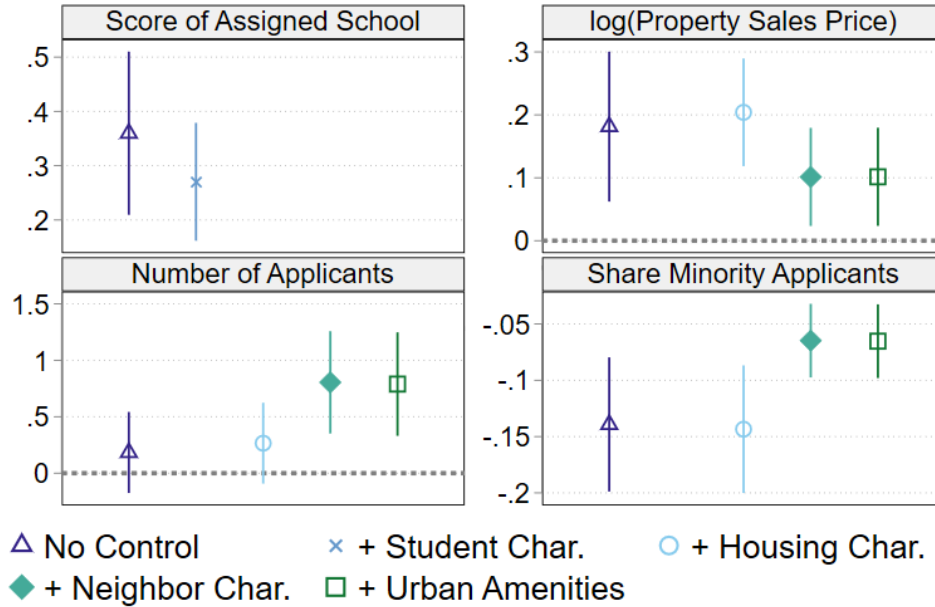 Score of Assigned School
.5
.4
.3
.2
log(Property Sales Price)
.3
.2
.1
0
Number of Applicants
1.5
1
.5
0
Share Minority Applicants
-.05
-.1
-.15
-.2
No Control
+ Student Char.
+ Housing Char.
+ Neighbor Char.
+ Urban Amenities